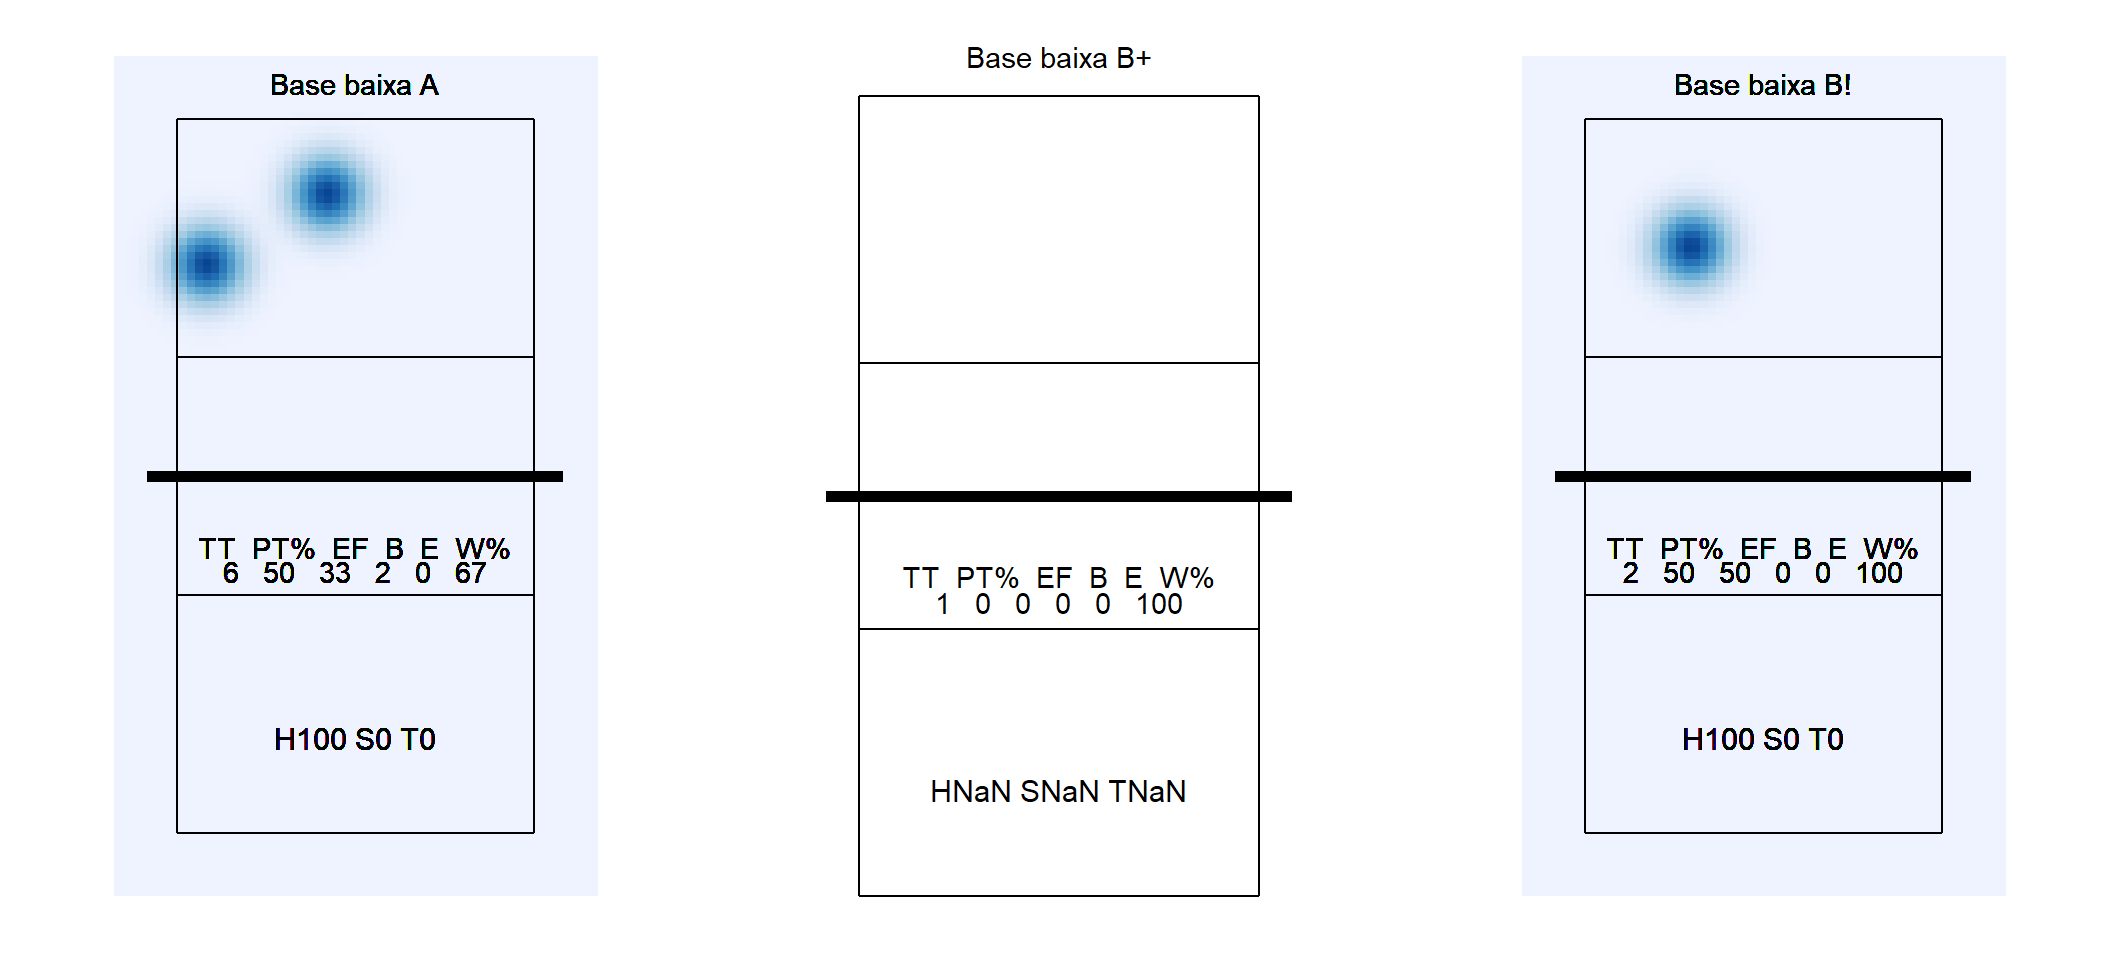 Base baixa A
TT PT% EF B E W%
6 50 33 2 0 67
H100 S0 T0
Base baixa B+
TT PT% EF B E W%
1 0 0 0 0 100
HNaN SNaN TNaN
Base baixa B!
TT PT% EF B E W%
2 50 50 0 0 100
H100 S0 T0